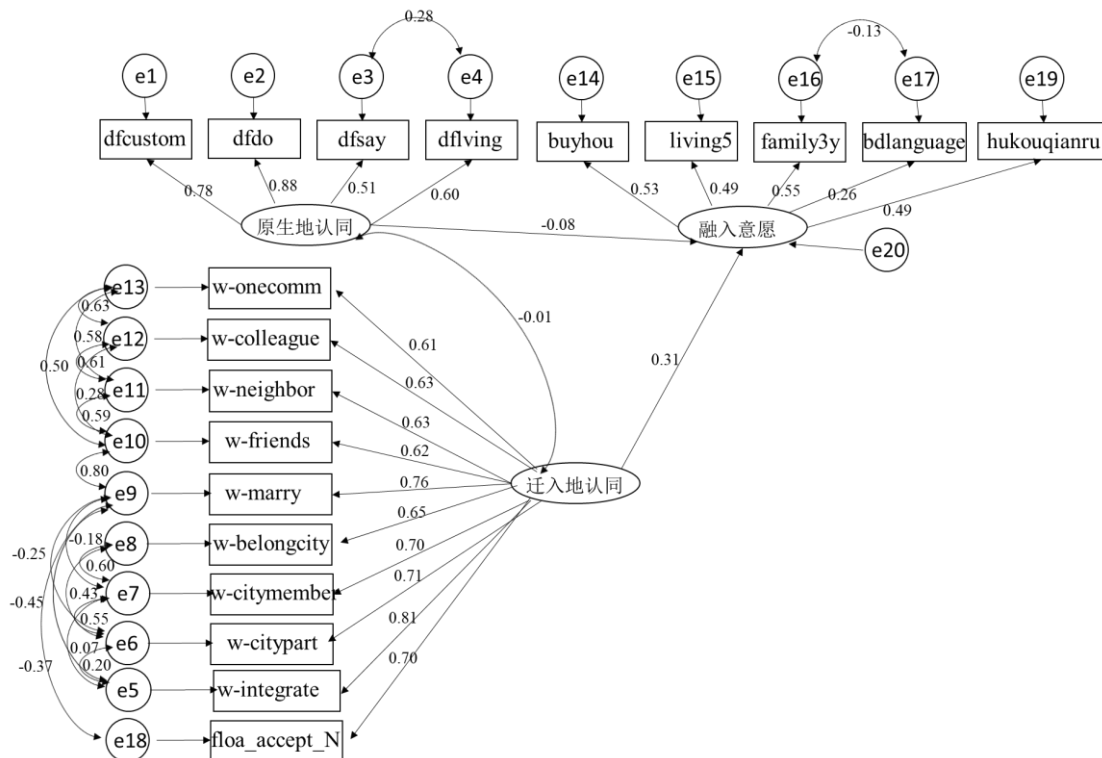 0.28
-0.13
e1 e2 e3 e4 e14 e15 e16 e17 e19
dfcustom dfdo dfsay dflving buyhou living5 family3y bdlanguage hukouqianru
0.78 0.88 0.51 0.60 0.53 0.49 0.55 0.26 0.49
原生地认同 -0.08 融入意愿
e20
e13 w-onecomm
0.63
-0.01
e12 w-colleague
0.58
0.61
0.31
0.50
0.61
e11 w-neighbor
0.63
0.28
0.59
0.63
e10 w-friends
0.62
0.80
e9 w-marry
0.76
迁入地认同
0.65
e8 w-belongcity
-0.18
-0.25
0.60
0.70
e7 w-citymember
0.43
-0.45
0.71
0.55
0.81
e6 w-citypart
0.07
0.70
-0.37
0.20
e5 w-integrate
e18 floa_accept_N